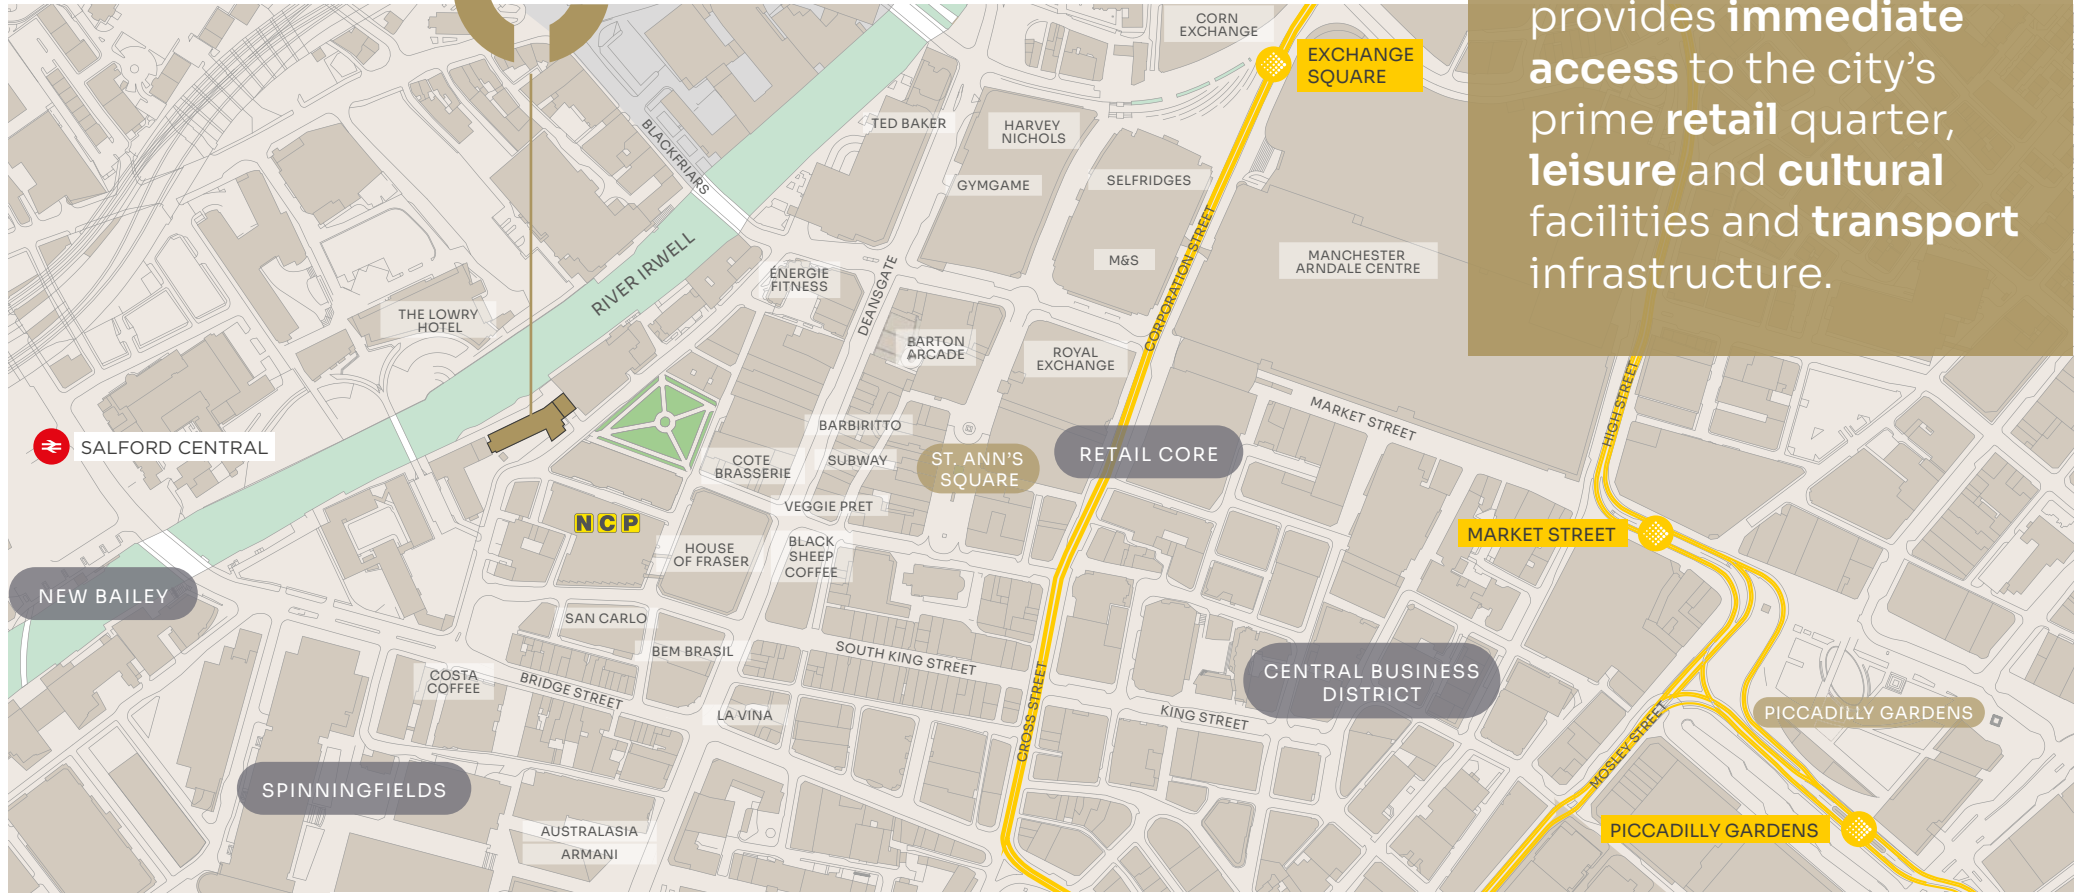 provides immediate
access to the city's
prime retail quarter,
leisure and cultural
facilities and transport
infrastructure.
CORN
EXCHANGE
EXCHANGE
SQUARE
BLACKFRIARS
TED BAKER
HARVEY
NICHOLS
GYMGAME
SELFRIDGES
RIVER IRWELL
ENERGIE
FITNESS
DEANSGATE
M&S
CORPORATION STREET
MANCHESTER
ARNDALE CENTRE
THE LOWRY
HOTEL
BARTON
ARCADE
ROYAL
EXCHANGE
HIGH STREET
MARKET STREET
SALFORD CENTRAL
BARBIRITTO
COTE
BRASSERIE
SUBWAY
ST. ANN'S
SQUARE
RETAIL CORE
VEGGIE PRET
NCP
HOUSE
OF FRASER
BLACK
SHEEP
COFFEE
MARKET STREET
NEW BAILEY
SAN CARLO
BEM BRASIL
SOUTH KING STREET
COSTA
COFFEE
BRIDGE STREET
LA VINA
CROSS STREET
KING STREET
CENTRAL BUSINESS
DISTRICT
MOSLEY STREET
PICCADILLY GARDENS
SPINNINGFIELDS
AUSTRALASIA
ARMANI
PICCADILLY GARDENS